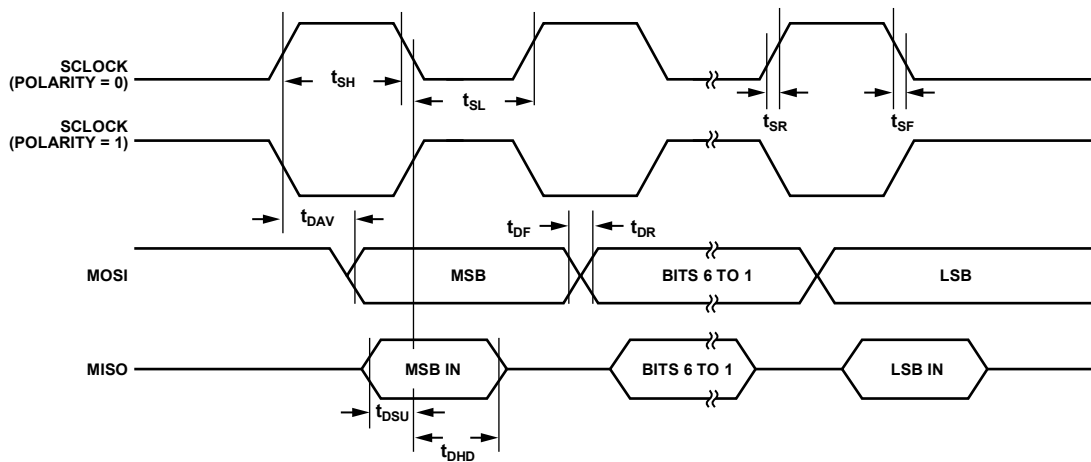 SCLOCK
(POLARITY = 0)
tSH
tSL
tSR
tSF
SCLOCK
(POLARITY = 1)
tDAV
tDF
tDR
MOSI
MSB
BITS 6 TO 1
LSB
MISO
MSB IN
BITS 6 TO 1
LSB IN
tDSU
tDHD